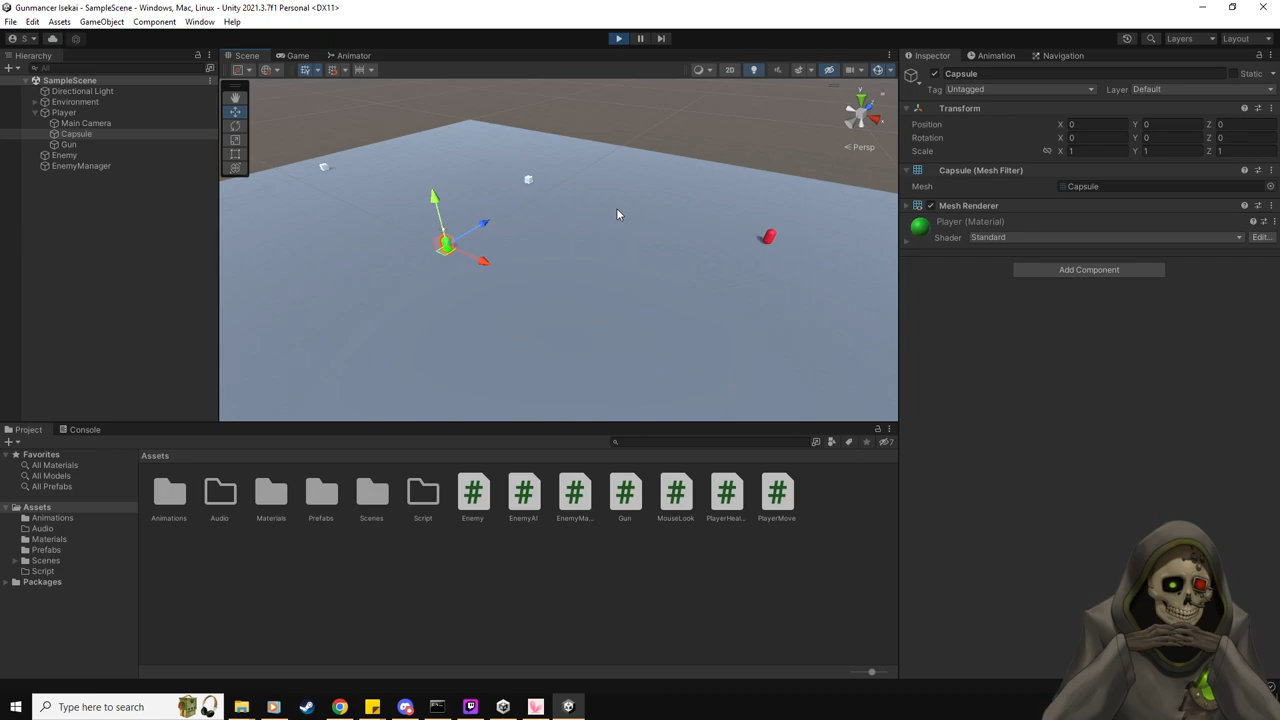 Gunmancer Isekai - SampleScene - Windows, Mac, Linux - Unity 2021.3.7f1 Personal <DX11>
File Edit Assets GameObject Component Window Help
S
Layers
Layout
Hierarchy
Scene
Game
Animator
Inspector
Animation
Navigation
All
2D
SampleScene
Directional Light
Environment
Player
Main Camera
Capsule
Gun
Enemy
EnemyManager
y
Persp
Capsule
Static
Tag Untagged
Layer Default
Transform
Position X 0 Y 0 Z 0
Rotation X 0 Y 0 Z 0
Scale X 1 Y 1 Z 1
Capsule (Mesh Filter)
Mesh Capsule
Mesh Renderer
Player (Material)
Shader Standard Edit...
Add Component
Project
Console
7
Favorites
All Materials
All Models
All Prefabs
Assets
Animations
Audio
Materials
Prefabs
Scenes
Script
Packages
Assets
Animations
Audio
Materials
Prefabs
Scenes
Script
Enemy
EnemyAI
EnemyMa...
Gun
MouseLook
PlayerHeal...
PlayerMove
Type here to search